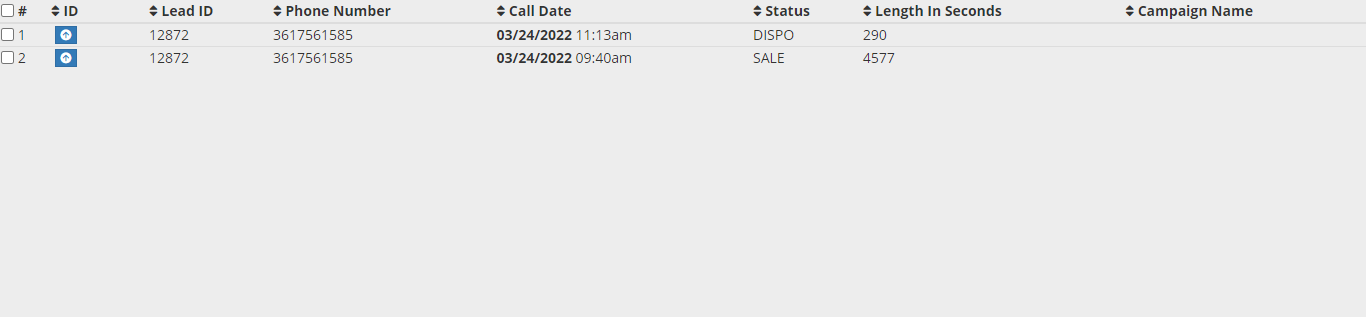 # ID Lead ID Phone Number Call Date Status Length In Seconds Campaign Name
1 12872 3617561585 03/24/2022 11:13am DISPO 290
2 12872 3617561585 03/24/2022 09:40am SALE 4577